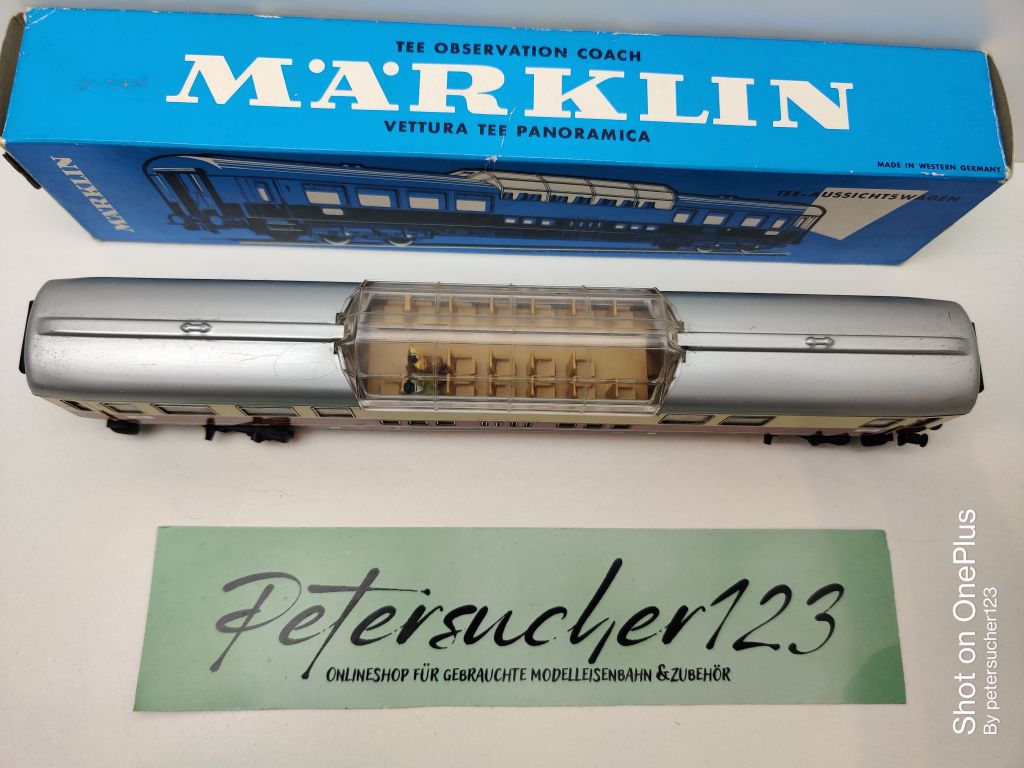 TEE OBSERVATION COACH
MÄRKLIN
VETTURA TEE PANORAMICA
MADE IN WESTERN GERMANY
MÄRKLIN
TEE-AUSSICHTSWAGEN
Petersucher123
ONLINESHOP FÜR GEBRAUCHTE MODELLEISENBAHN & ZUBEHÖR
Shot on OnePlus
By petersucher123